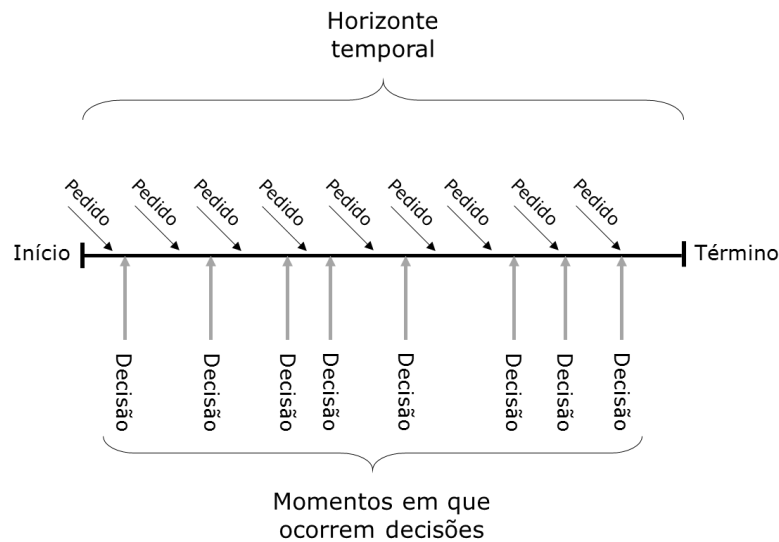 Horizonte
temporal
Pedido
Pedido
Pedido
Pedido
Pedido
Pedido
Pedido
Pedido
Pedido
Início
Término
Decisão
Decisão
Decisão
Decisão
Decisão
Decisão
Decisão
Decisão
Momentos em que
ocorrem decisões